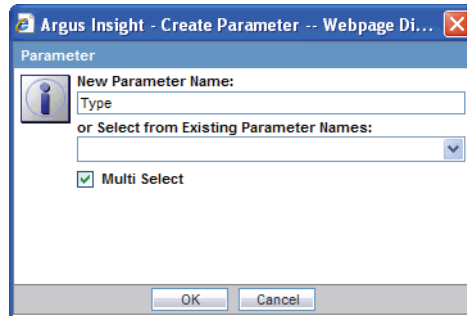 Argus Insight - Create Parameter -- Webpage Di...
Parameter
New Parameter Name:
Type
or Select from Existing Parameter Names:
Multi Select
OK Cancel